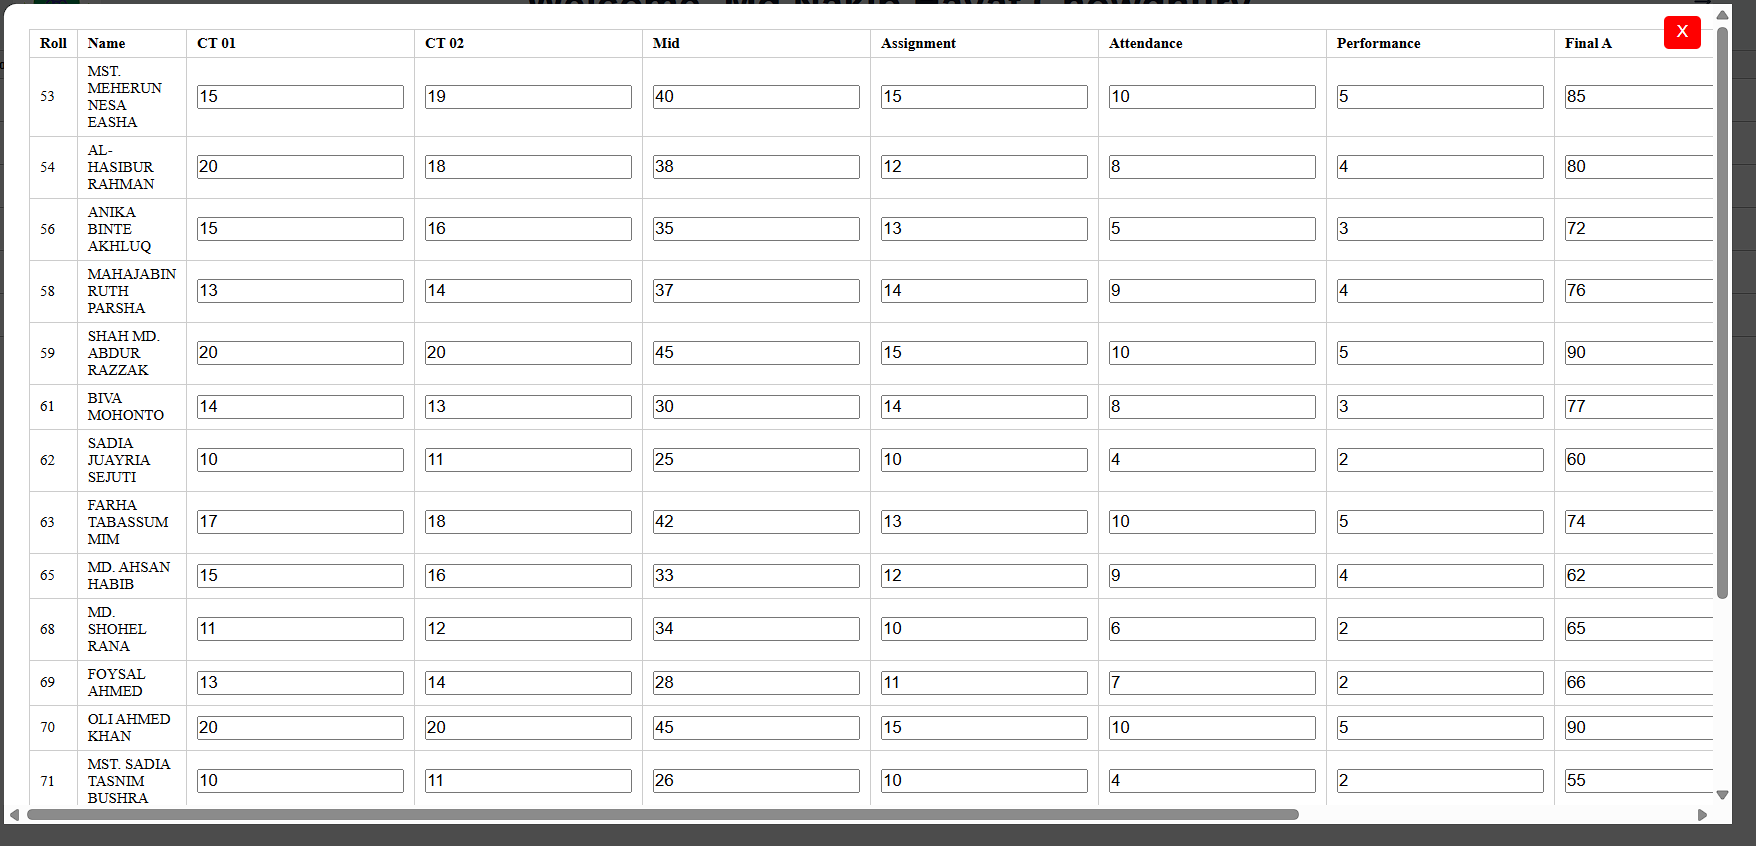 Roll Name CT 01 CT 02 Mid Assignment Attendance Performance Final A X
53 MST. MEHERUN NESA EASHA 15 19 40 15 10 5 85
54 AL-HASIBUR RAHMAN 20 18 38 12 8 4 80
56 ANIKA BINTE AKHLUQ 15 16 35 13 5 3 72
58 MAHAJABIN RUTH PARSHA 13 14 37 14 9 4 76
59 SHAH MD. ABDUR RAZZAK 20 20 45 15 10 5 90
61 BIVA MOHONTO 14 13 30 14 8 3 77
62 SADIA JUAYRIA SEJUTI 10 11 25 10 4 2 60
63 FARHA TABASSUM MIM 17 18 42 13 10 5 74
65 MD. AHSAN HABIB 15 16 33 12 9 4 62
68 MD. SHOHEL RANA 11 12 34 10 6 2 65
69 FOYSAL AHMED 13 14 28 11 7 2 66
70 OLI AHMED KHAN 20 20 45 15 10 5 90
71 MST. SADIA TASNIM BUSHRA 10 11 26 10 4 2 55